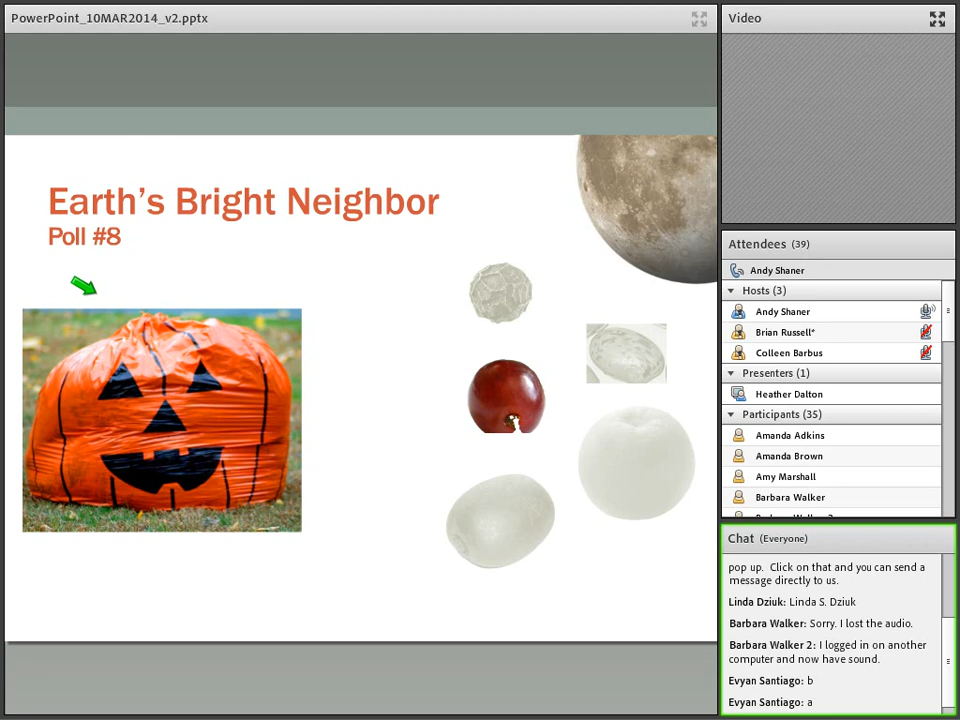 PowerPoint_10MAR2014_v2.pptx
Earth's Bright Neighbor
Poll #8
Video
Attendees (39)
Andy Shaner
Hosts (3)
Andy Shaner
Brian Russell*
Colleen Barbus
Presenters (1)
Heather Dalton
Participants (35)
Amanda Adkins
Amanda Brown
Amy Marshall
Barbara Walker
Chat (Everyone)
pop up. Click on that and you can send a
message directly to us.
Linda Dziuk: Linda S. Dziuk
Barbara Walker: Sorry. I lost the audio.
Barbara Walker 2: I logged in on another
computer and now have sound.
Evyan Santiago: b
Evyan Santiago: a